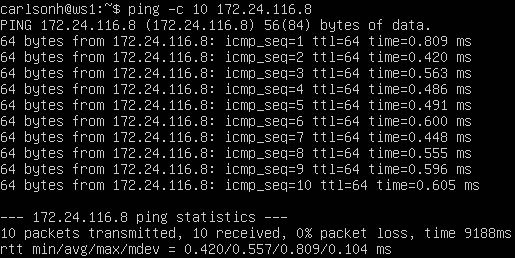 carlsonh@ws1:~$ ping -c 10 172.24.116.8
PING 172.24.116.8 (172.24.116.8) 56(84) bytes of data.
64 bytes from 172.24.116.8: icmp_seq=1 ttl=64 time=0.809 ms
64 bytes from 172.24.116.8: icmp_seq=2 ttl=64 time=0.420 ms
64 bytes from 172.24.116.8: icmp_seq=3 ttl=64 time=0.563 ms
64 bytes from 172.24.116.8: icmp_seq=4 ttl=64 time=0.486 ms
64 bytes from 172.24.116.8: icmp_seq=5 ttl=64 time=0.491 ms
64 bytes from 172.24.116.8: icmp_seq=6 ttl=64 time=0.600 ms
64 bytes from 172.24.116.8: icmp_seq=7 ttl=64 time=0.448 ms
64 bytes from 172.24.116.8: icmp_seq=8 ttl=64 time=0.555 ms
64 bytes from 172.24.116.8: icmp_seq=9 ttl=64 time=0.596 ms
64 bytes from 172.24.116.8: icmp_seq=10 ttl=64 time=0.605 ms
--- 172.24.116.8 ping statistics ---
10 packets transmitted, 10 received, 0% packet loss, time 9188ms
rtt min/avg/max/mdev = 0.420/0.557/0.809/0.104 ms